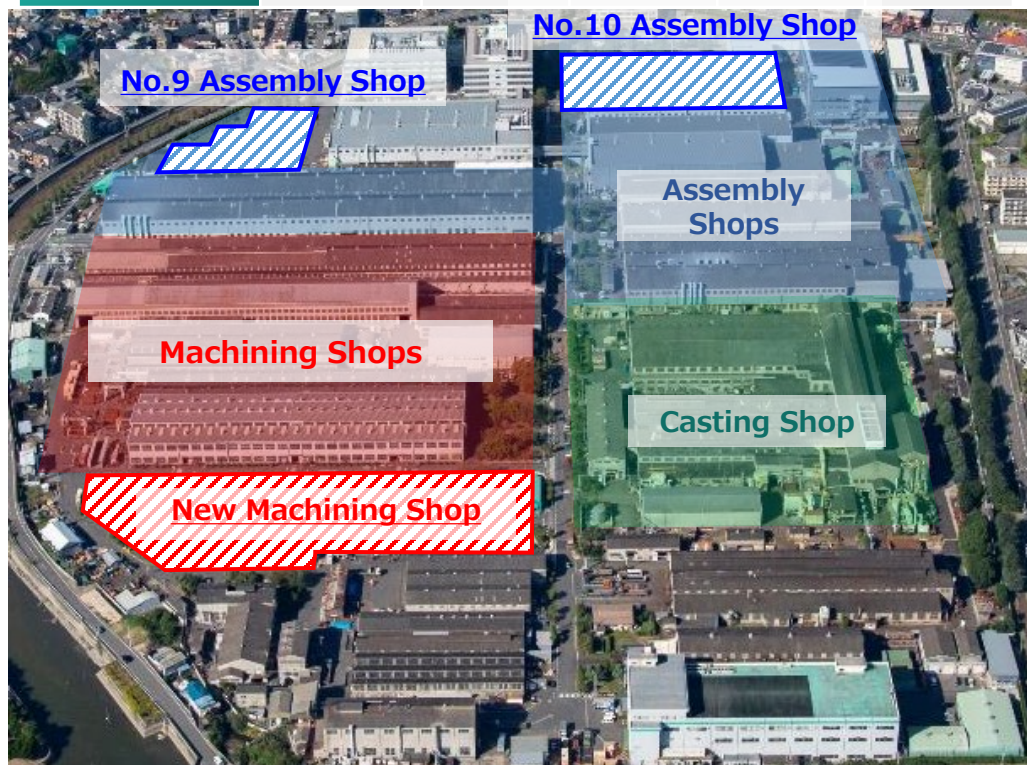 No.10 Assembly Shop
No.9 Assembly Shop
Assembly
Shops
Machining Shops
Casting Shop
New Machining Shop